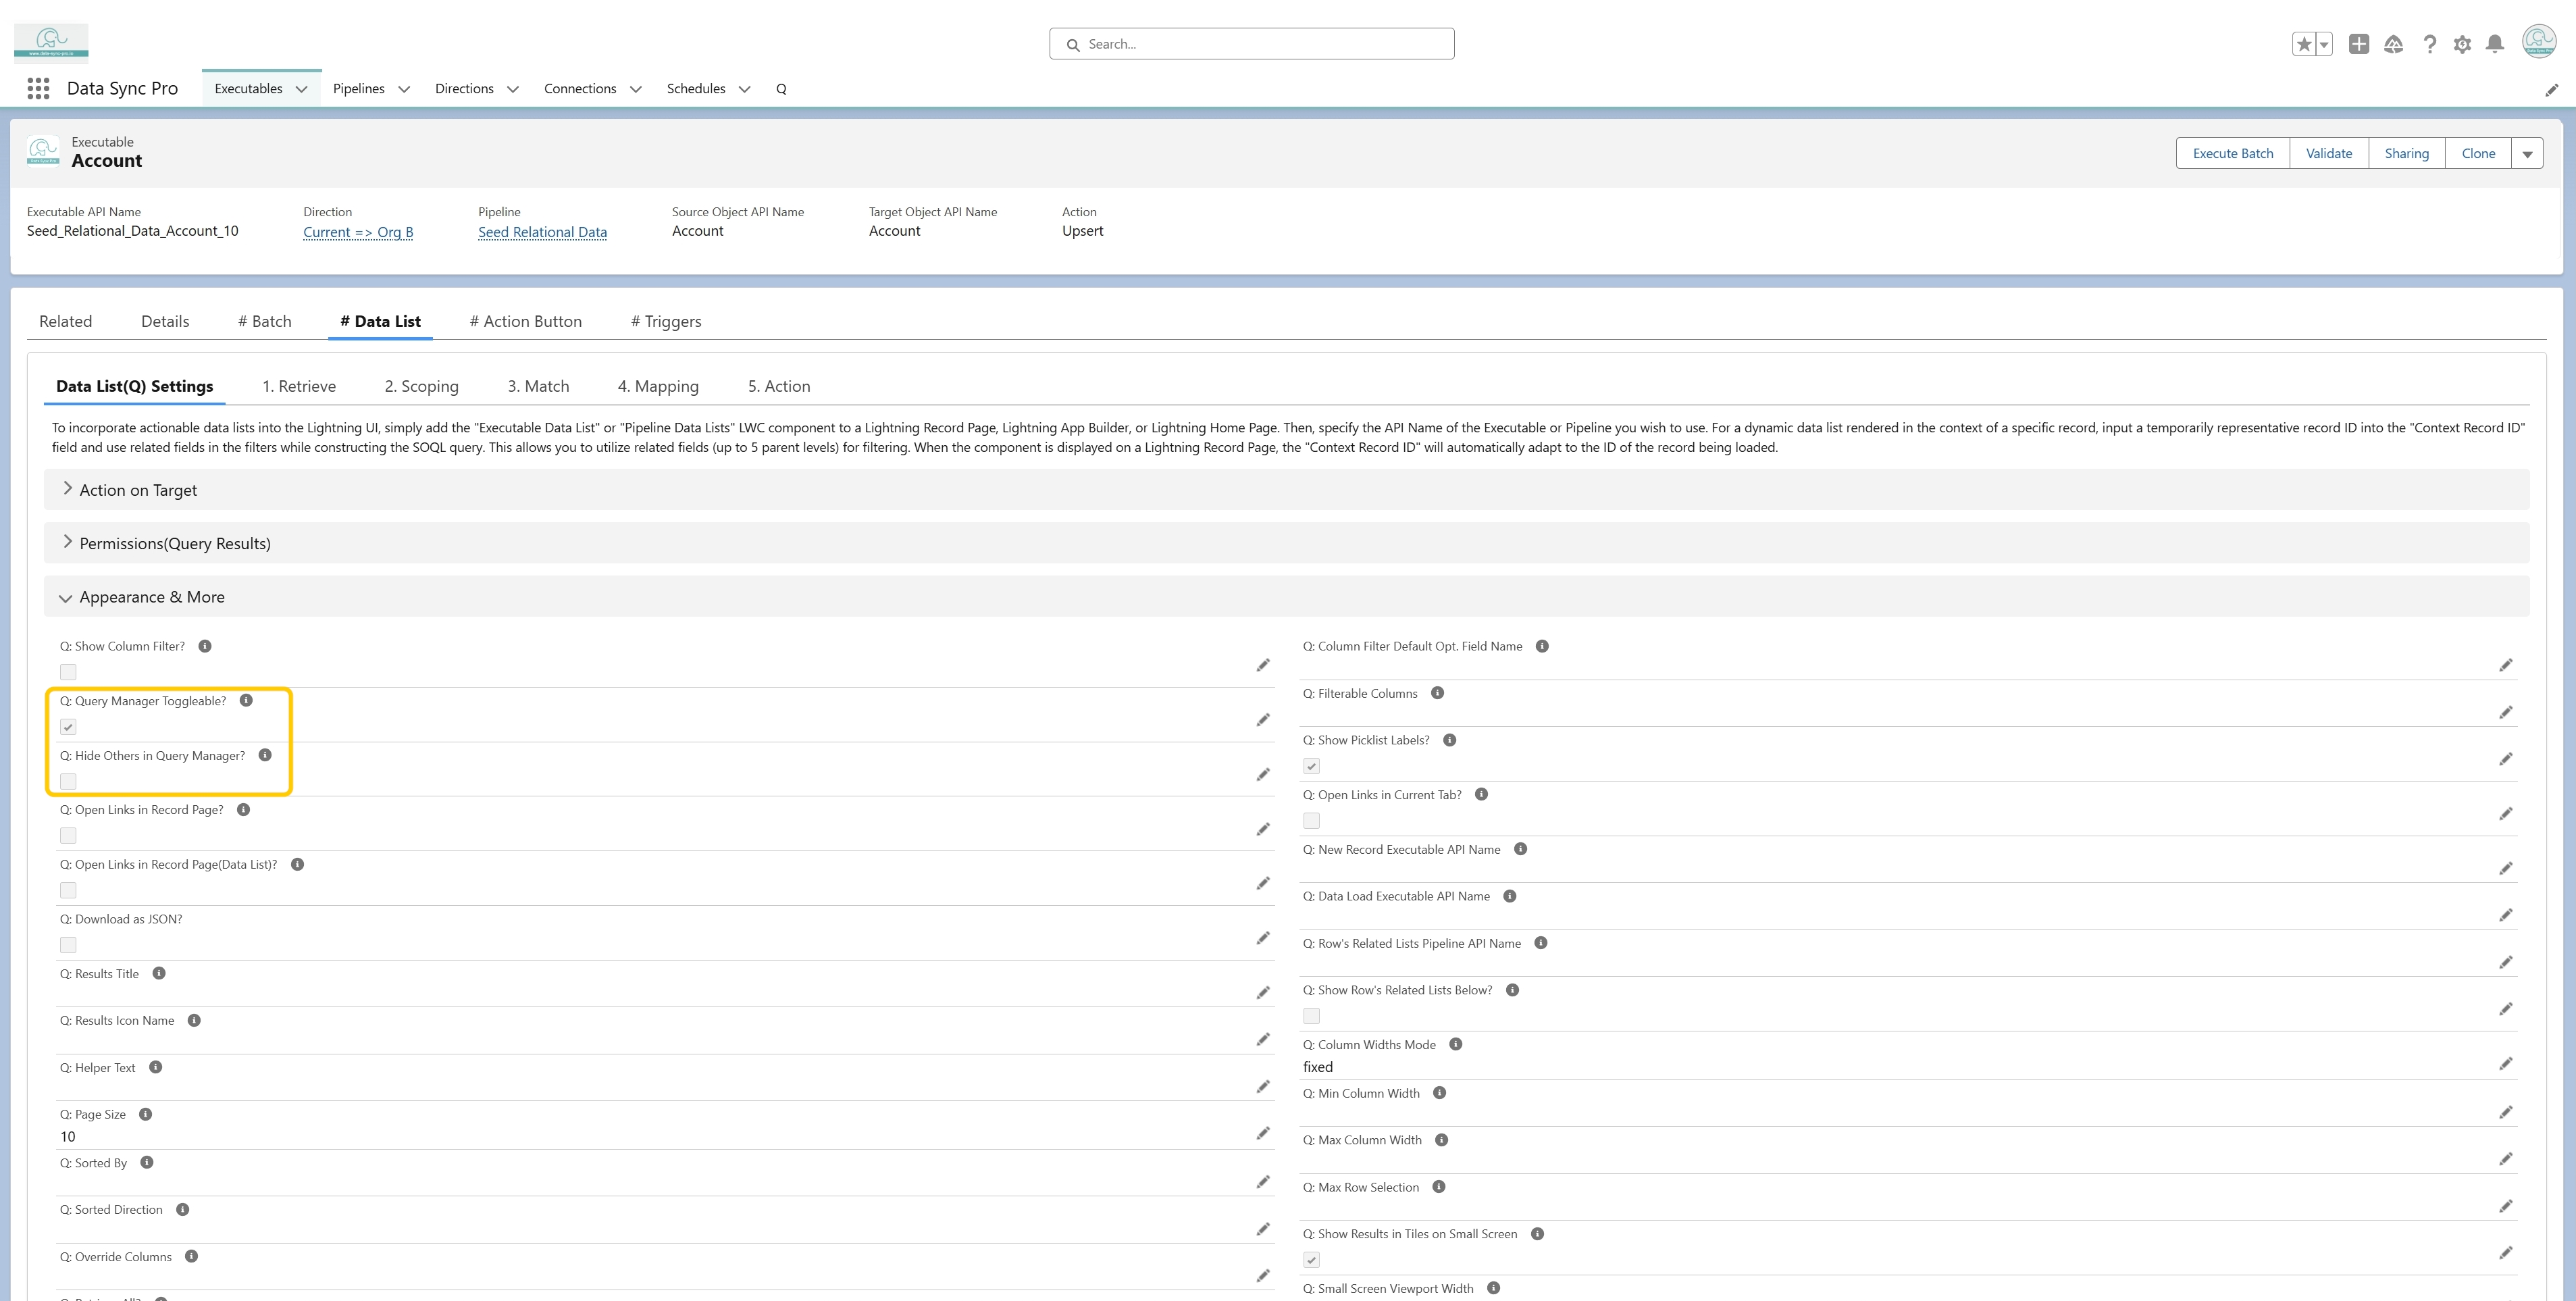 www.data-sync-pro.io
Search...
Data Sync Pro
Executables
Pipelines
Directions
Connections
Schedules
Q
Executable
Account
Execute Batch
Validate
Sharing
Clone
Executable API Name
Seed_Relational_Data_Account_10
Direction
Current => Org B
Pipeline
Seed Relational Data
Source Object API Name
Account
Target Object API Name
Account
Action
Upsert
Related
Details
# Batch
# Data List
# Action Button
# Triggers
Data List(Q) Settings
1. Retrieve
2. Scoping
3. Match
4. Mapping
5. Action
To incorporate actionable data lists into the Lightning UI, simply add the "Executable Data List" or "Pipeline Data Lists" LWC component to a Lightning Record Page, Lightning App Builder, or Lightning Home Page. Then, specify the API Name of the Executable or Pipeline you wish to use. For a dynamic data list rendered in the context of a specific record, input a temporarily representative record ID into the "Context Record ID"
field and use related fields in the filters while constructing the SOQL query. This allows you to utilize related fields (up to 5 parent levels) for filtering. When the component is displayed on a Lightning Record Page, the "Context Record ID" will automatically adapt to the ID of the record being loaded.
Action on Target
Permissions(Query Results)
Appearance & More
Q: Show Column Filter?
Q: Query Manager Toggleable?
Q: Hide Others in Query Manager?
Q: Open Links in Record Page?
Q: Open Links in Record Page(Data List)?
Q: Download as JSON?
Q: Results Title
Q: Results Icon Name
Q: Helper Text
Q: Page Size
10
Q: Sorted By
Q: Sorted Direction
Q: Override Columns
Q: Column Filter Default Opt. Field Name
Q: Filterable Columns
Q: Show Picklist Labels?
Q: Open Links in Current Tab?
Q: New Record Executable API Name
Q: Data Load Executable API Name
Q: Row's Related Lists Pipeline API Name
Q: Show Row's Related Lists Below?
Q: Column Widths Mode
fixed
Q: Min Column Width
Q: Max Column Width
Q: Max Row Selection
Q: Show Results in Tiles on Small Screen
Q: Small Screen Viewport Width